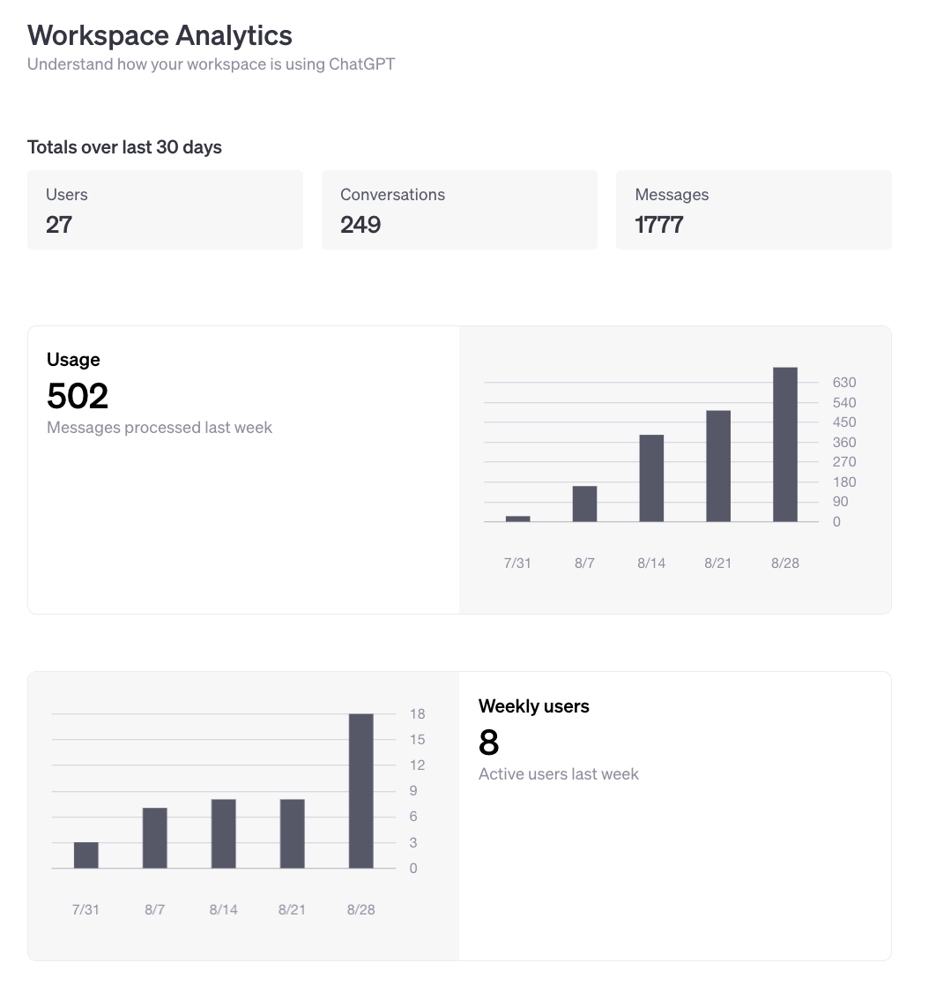 Workspace Analytics
Understand how your workspace is using ChatGPT
Totals over last 30 days
Users
27
Conversations
249
Messages
1777
Usage
502
Messages processed last week
630
540
450
360
270
180
90
0
7/31 8/7 8/14 8/21 8/28
18
15
12
9
6
3
0
7/31 8/7 8/14 8/21 8/28
Weekly users
8
Active users last week